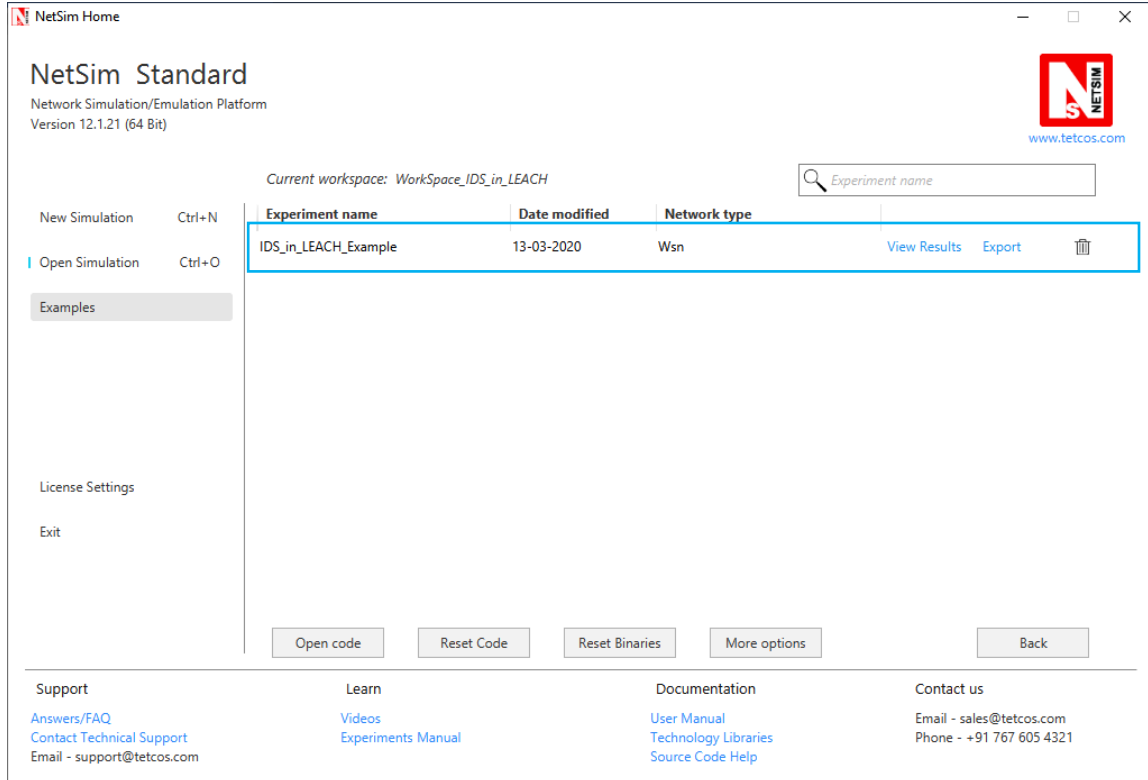 NetSim Home
NetSim Standard
Network Simulation/Emulation Platform
Version 12.1.21 (64 Bit)
N
S
NETSIM
www.tetcos.com
Current workspace: WorkSpace_IDS_in_LEACH
Experiment name
New Simulation Ctrl+N
Open Simulation Ctrl+O
Examples
License Settings
Exit
Experiment name Date modified Network type
IDS_in_LEACH_Example 13-03-2020 Wsn View Results Export
Open code Reset Code Reset Binaries More options Back
Support Learn Documentation Contact us
Answers/FAQ Videos User Manual Email - sales@tetcos.com
Contact Technical Support Experiments Manual Technology Libraries Phone - +91 767 605 4321
Email - support@tetcos.com Source Code Help